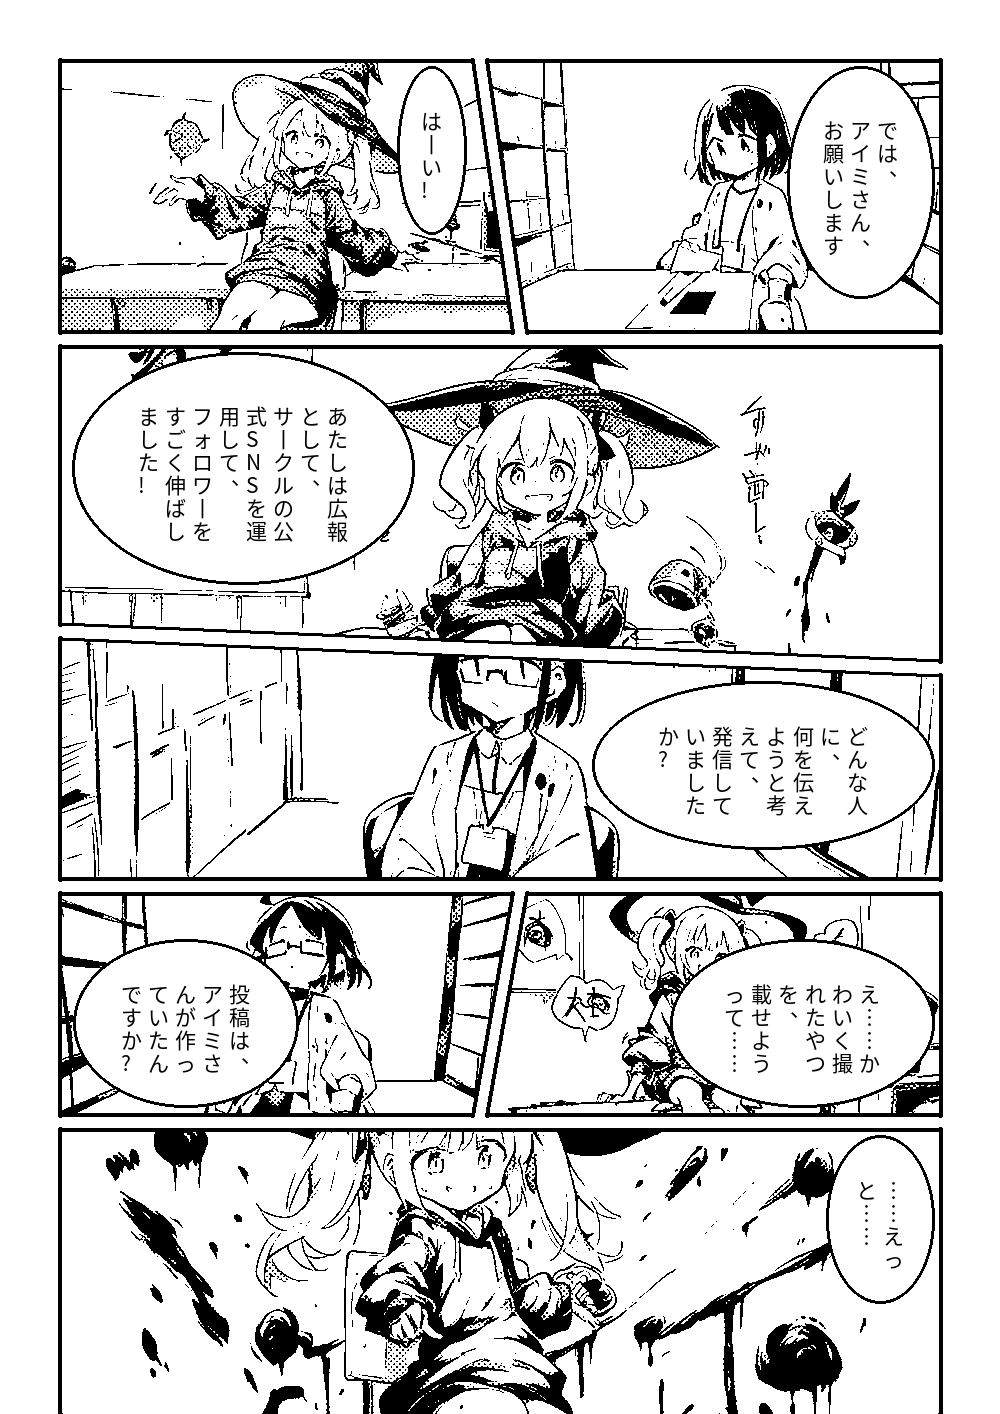 では、
アイミさん、
お願いします
はーい！
あたしは広報
として、
サークルの公
式SNSを運
用して、
フォロワーを
すごく伸ばし
ました！
どんな人
に、
何を伝え
ようと考
えて、
発信して
いました
か？
え……か
わいく撮
れたやつ
を、
載せよう
って……
投稿は、
アイミさ
んが作っ
ていたん
ですか？
……えっ
と……